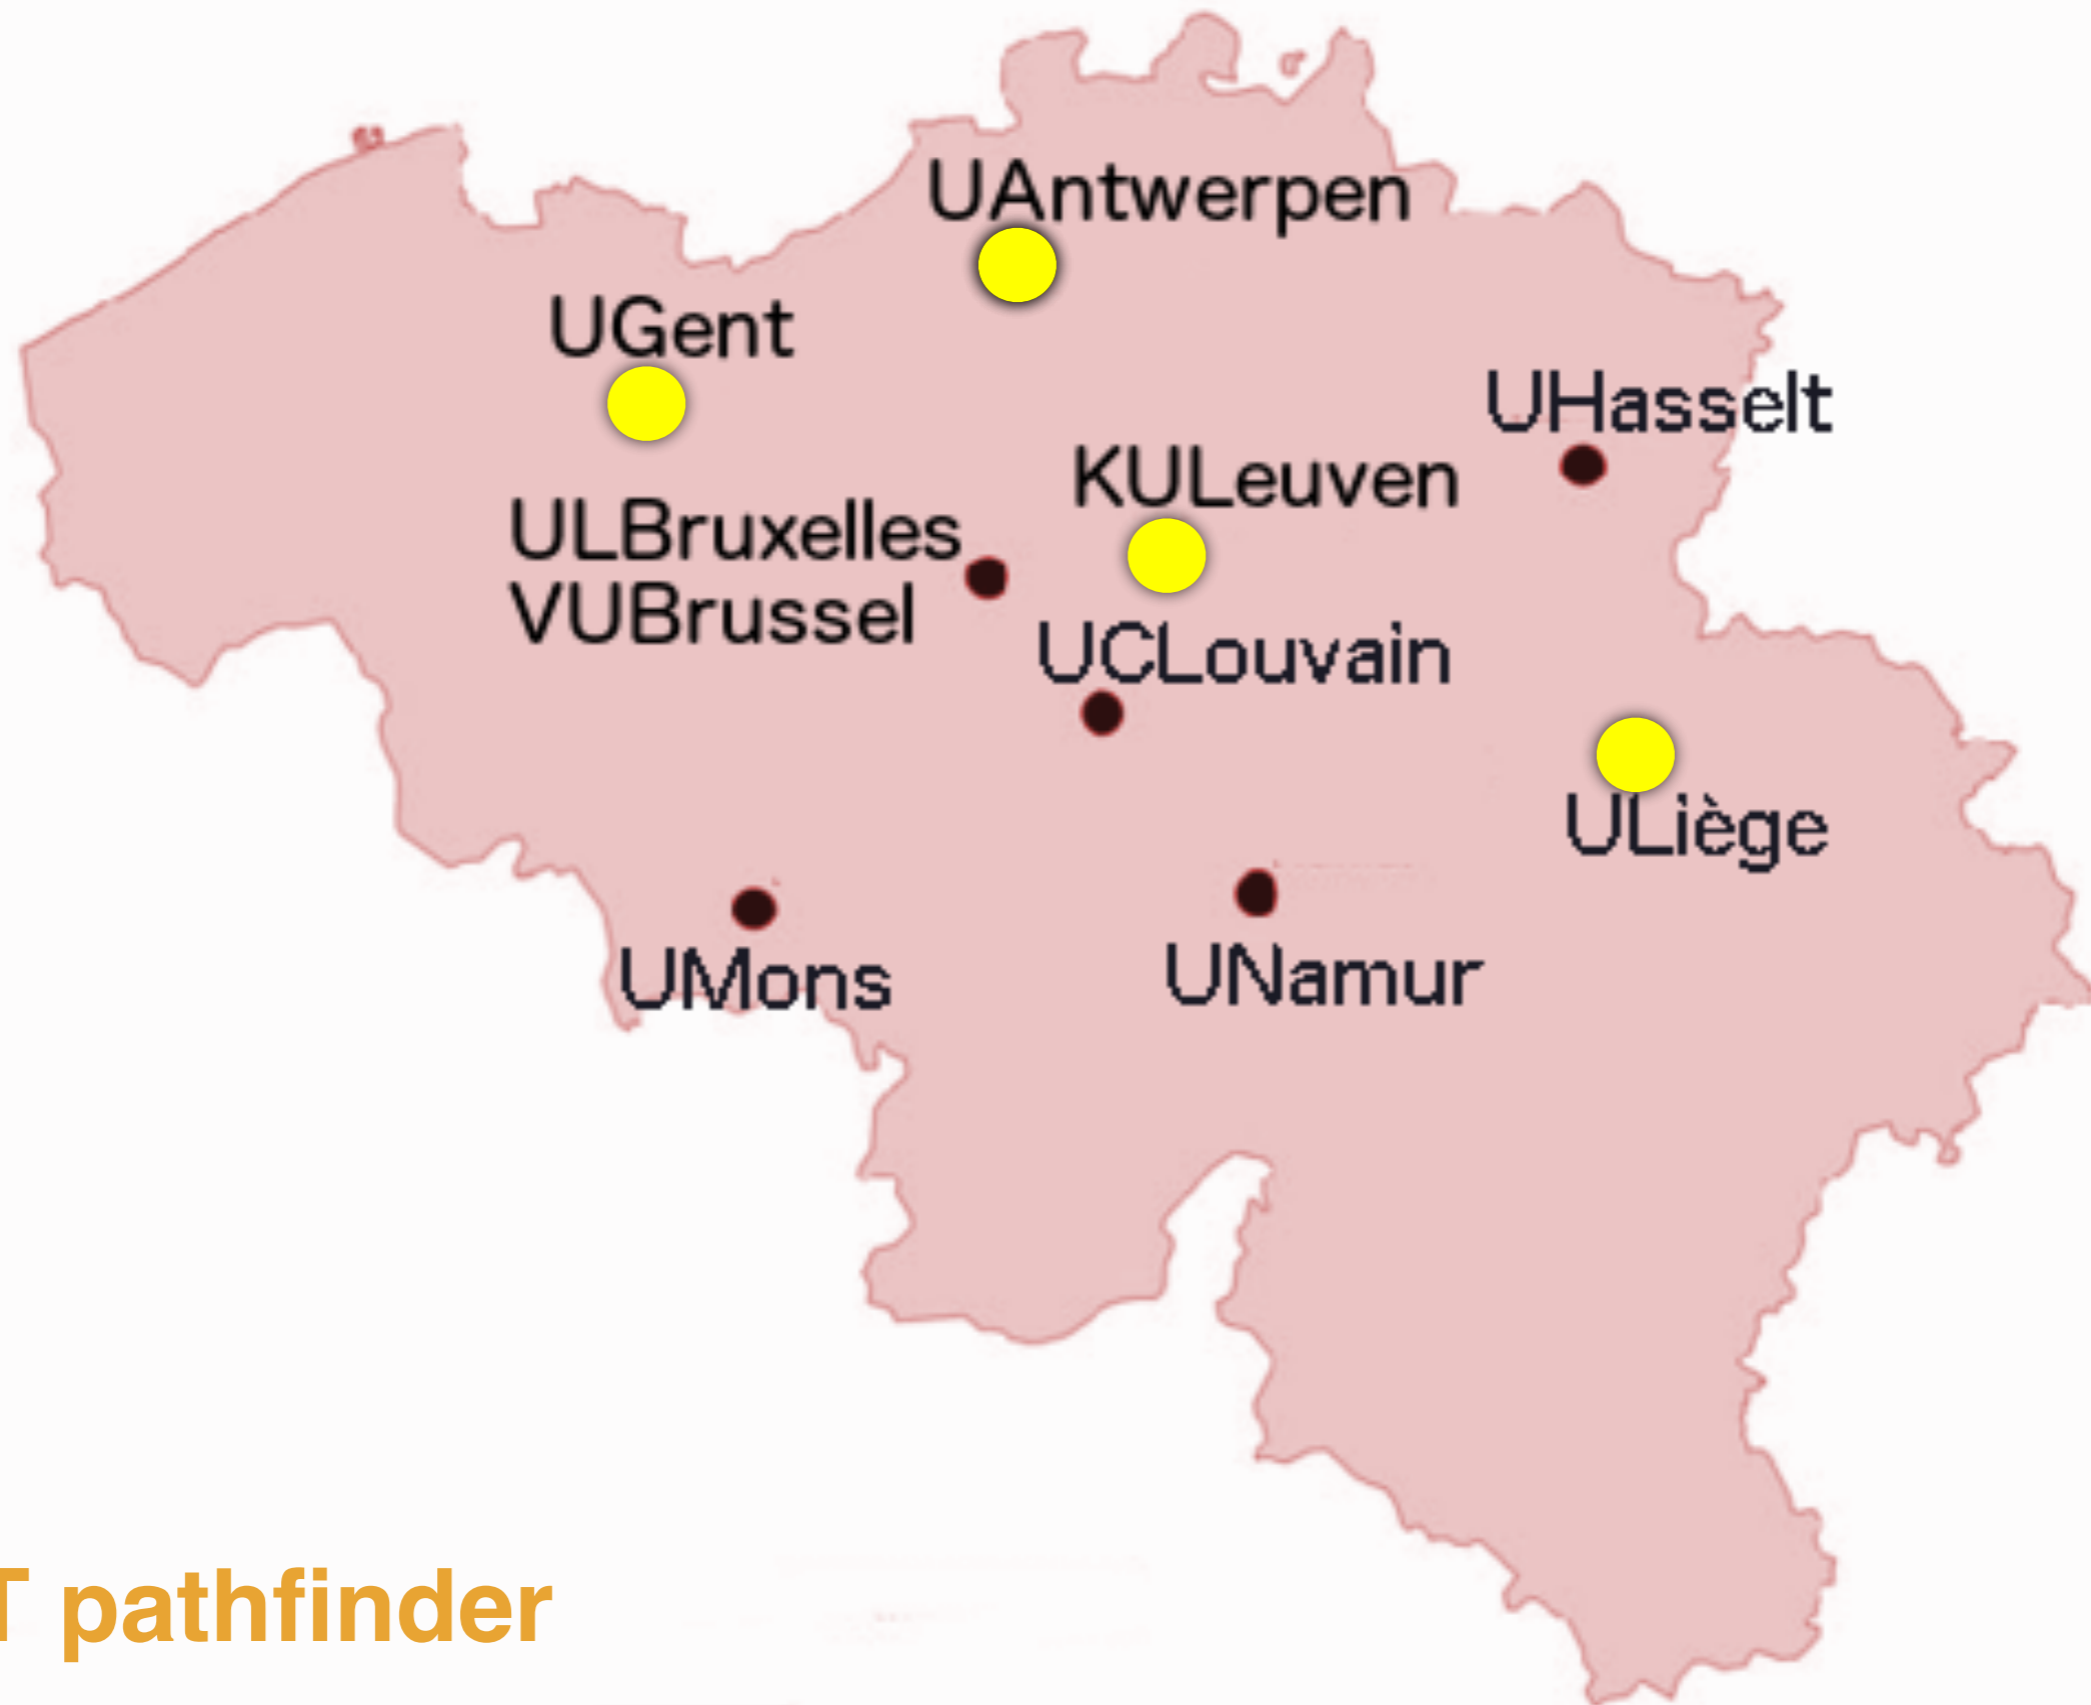 UAntwerpen
UGent
UHasselt
KULeuven
ULBruxelles
VUBrussel
UCLouvain
ULiège
UMons
UNamur
T pathfinder